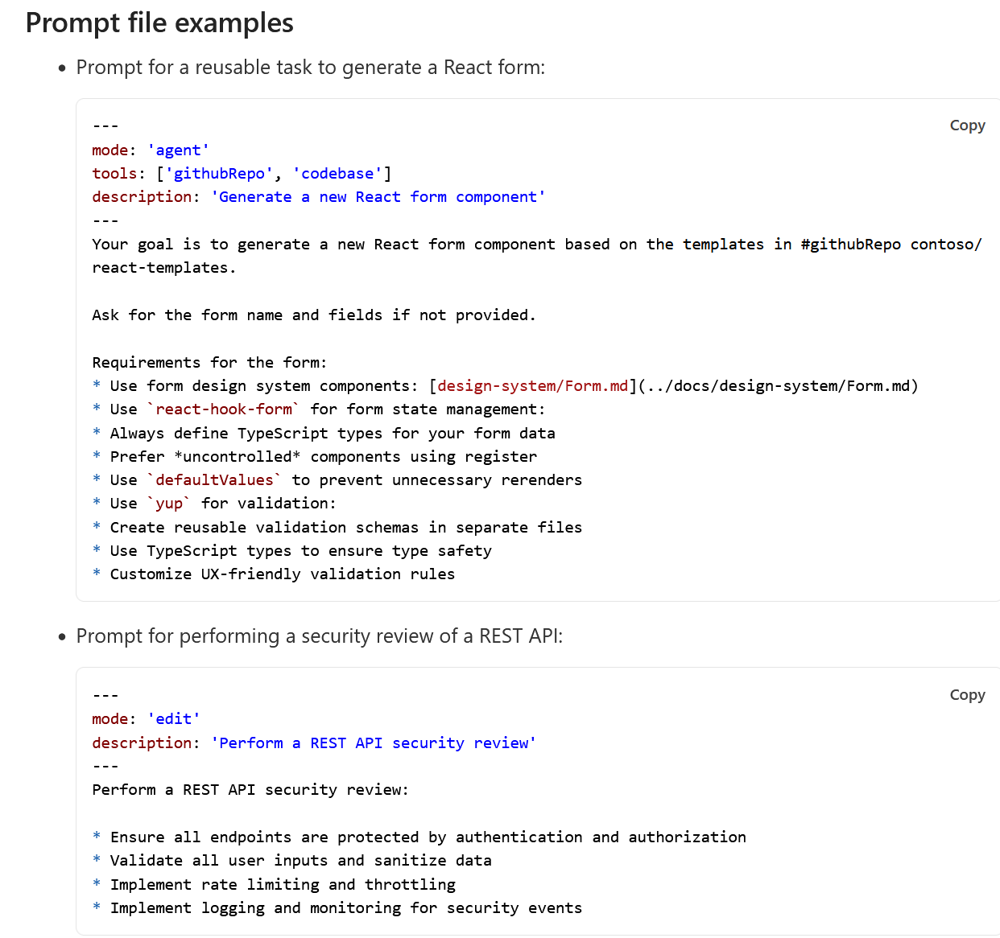 Prompt file examples
• Prompt for a reusable task to generate a React form:
Copy
---
mode: 'agent'
tools: ['githubRepo', 'codebase']
description: 'Generate a new React form component'
---
Your goal is to generate a new React form component based on the templates in #githubRepo contoso/
react-templates.

Ask for the form name and fields if not provided.

Requirements for the form:
* Use form design system components: [design-system/Form.md](../docs/design-system/Form.md)
* Use `react-hook-form` for form state management:
* Always define TypeScript types for your form data
* Prefer *uncontrolled* components using register
* Use `defaultValues` to prevent unnecessary rerenders
* Use `yup` for validation:
* Create reusable validation schemas in separate files
* Use TypeScript types to ensure type safety
* Customize UX-friendly validation rules
• Prompt for performing a security review of a REST API:
Copy
---
mode: 'edit'
description: 'Perform a REST API security review'
---
Perform a REST API security review:

* Ensure all endpoints are protected by authentication and authorization
* Validate all user inputs and sanitize data
* Implement rate limiting and throttling
* Implement logging and monitoring for security events